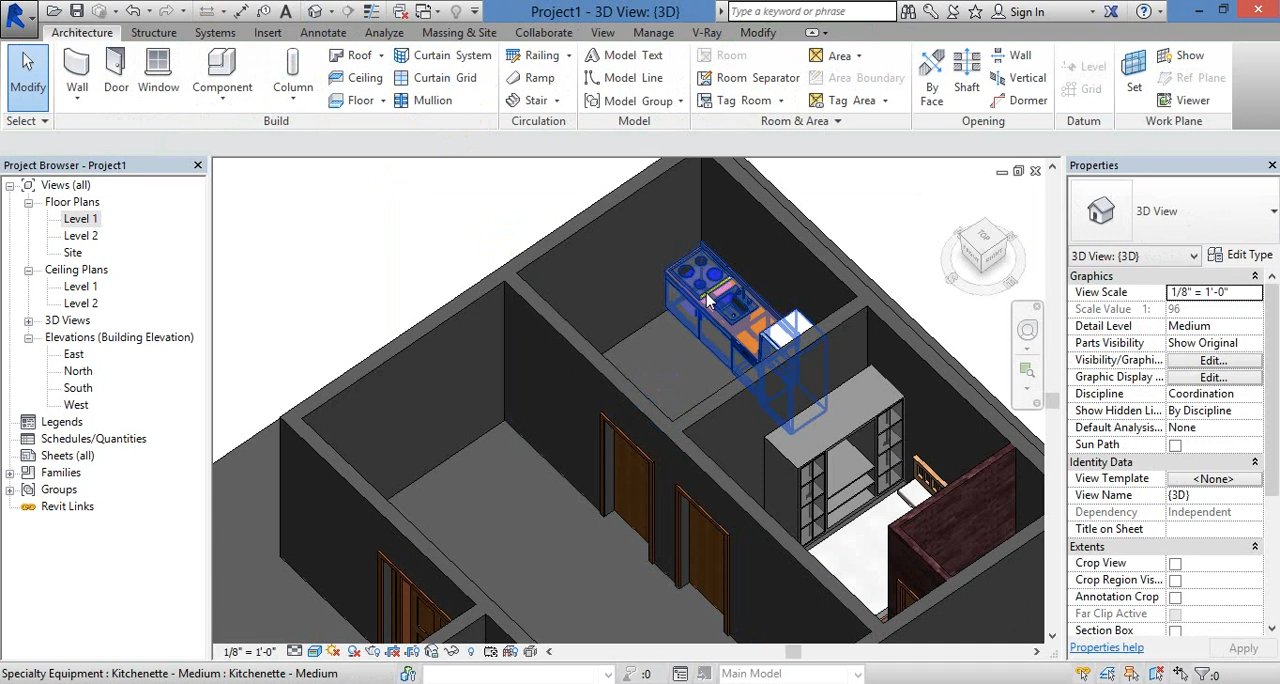 Project1 - 3D View: {3D}
Type a keyword or phrase
Sign In
Architecture Structure Systems Insert Annotate Analyze Massing & Site Collaborate View Manage V-Ray Modify
Modify
Wall
Door
Window
Component
Column
Roof
Ceiling
Floor
Curtain System
Curtain Grid
Mullion
Railing
Ramp
Stair
Model Text
Model Line
Model Group
Room
Room Separator
Tag Room
Area
Area Boundary
Tag Area
By
Face
Shaft
Wall
Vertical
Dormer
Level
Grid
Set
Show
Ref Plane
Viewer
Select
Build
Circulation
Model
Room & Area
Opening
Datum
Work Plane
Project Browser - Project1
Views (all)
Floor Plans
Level 1
Level 2
Site
Ceiling Plans
Level 1
Level 2
3D Views
Elevations (Building Elevation)
East
North
South
West
Legends
Schedules/Quantities
Sheets (all)
Families
Groups
Revit Links
TOP
Properties
3D View
3D View: {3D}
Edit Type
Graphics
View Scale 1/8" = 1'-0"
Scale Value 1: 96
Detail Level Medium
Parts Visibility Show Original
Visibility/Graphi... Edit...
Graphic Display ... Edit...
Discipline Coordination
Show Hidden Li... By Discipline
Default Analysis... None
Sun Path
Identity Data
View Template <None>
View Name {3D}
Dependency Independent
Title on Sheet
Extents
Crop View
Crop Region Vis...
Annotation Crop
Far Clip Active
Section Box
Properties help
Apply
1/8" = 1'-0"
Specialty Equipment : Kitchenette - Medium : Kitchenette - Medium
:0
Main Model
:0